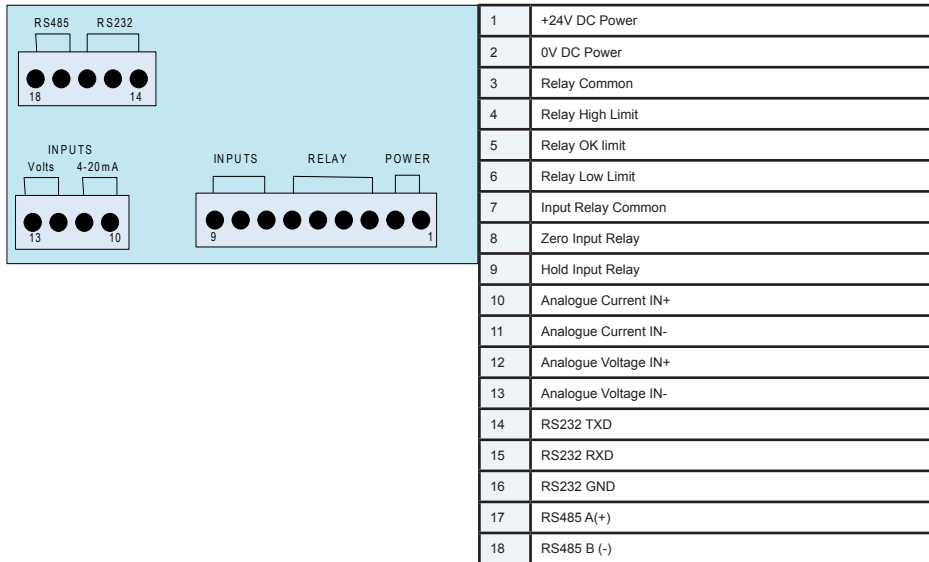 RS485 RS232
18 14
INPUTS
Volts 4-20mA
13 10
INPUTS RELAY POWER
9 1
1 +24V DC Power
2 0V DC Power
3 Relay Common
4 Relay High Limit
5 Relay OK limit
6 Relay Low Limit
7 Input Relay Common
8 Zero Input Relay
9 Hold Input Relay
10 Analogue Current IN+
11 Analogue Current IN-
12 Analogue Voltage IN+
13 Analogue Voltage IN-
14 RS232 TXD
15 RS232 RXD
16 RS232 GND
17 RS485 A(+)
18 RS485 B (-)